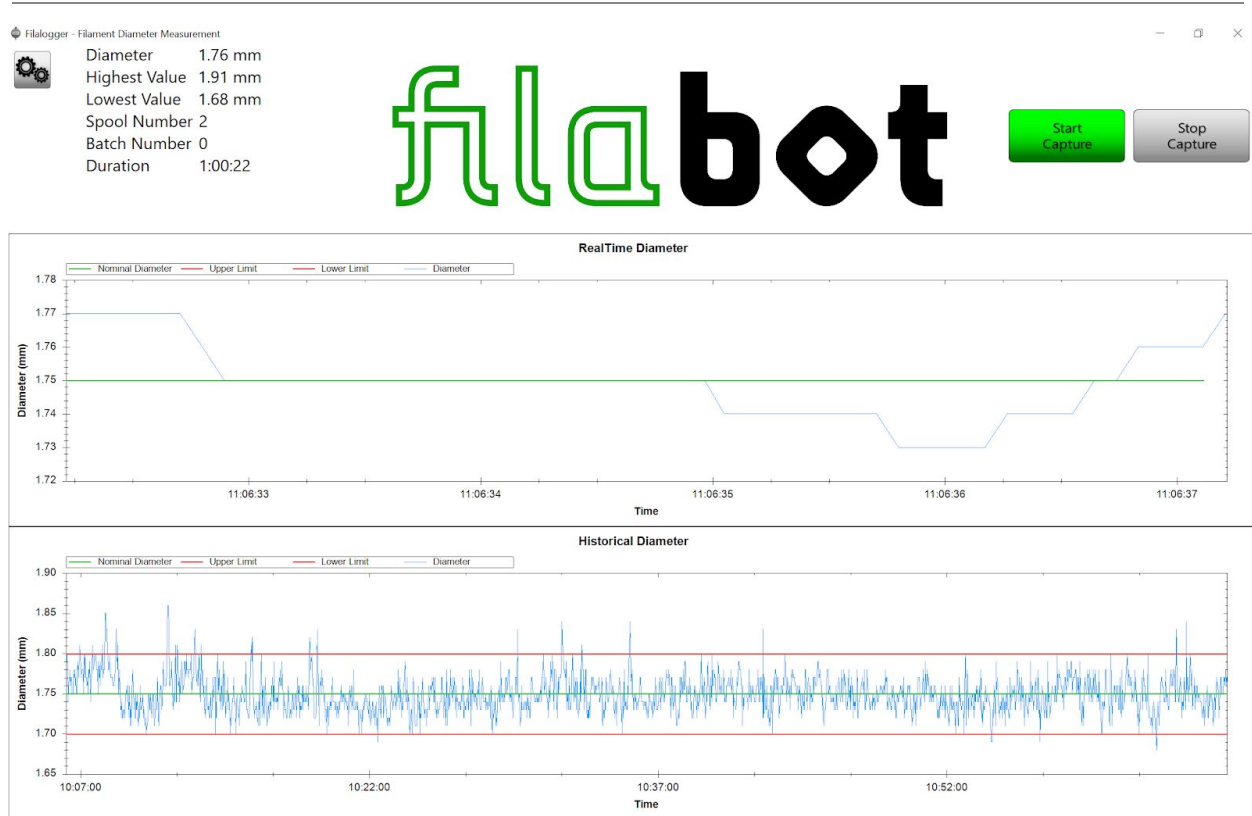 Filalogger - Filament Diameter Measurement
Diameter 1.76 mm
Highest Value 1.91 mm
Lowest Value 1.68 mm
Spool Number 2
Batch Number 0
Duration 1:00:22
filabot
Start
Capture
Stop
Capture
RealTime Diameter
Nominal Diameter Upper Limit Lower Limit Diameter
1.78
1.77
1.76
1.75
1.74
1.73
1.72
Diameter (mm)
11:06:33 11:06:34 11:06:35 11:06:36 11:06:37
Time
Historical Diameter
Nominal Diameter Upper Limit Lower Limit Diameter
1.90
1.85
1.80
1.75
1.70
1.65
Diameter (mm)
10:07:00 10:22:00 10:37:00 10:52:00
Time